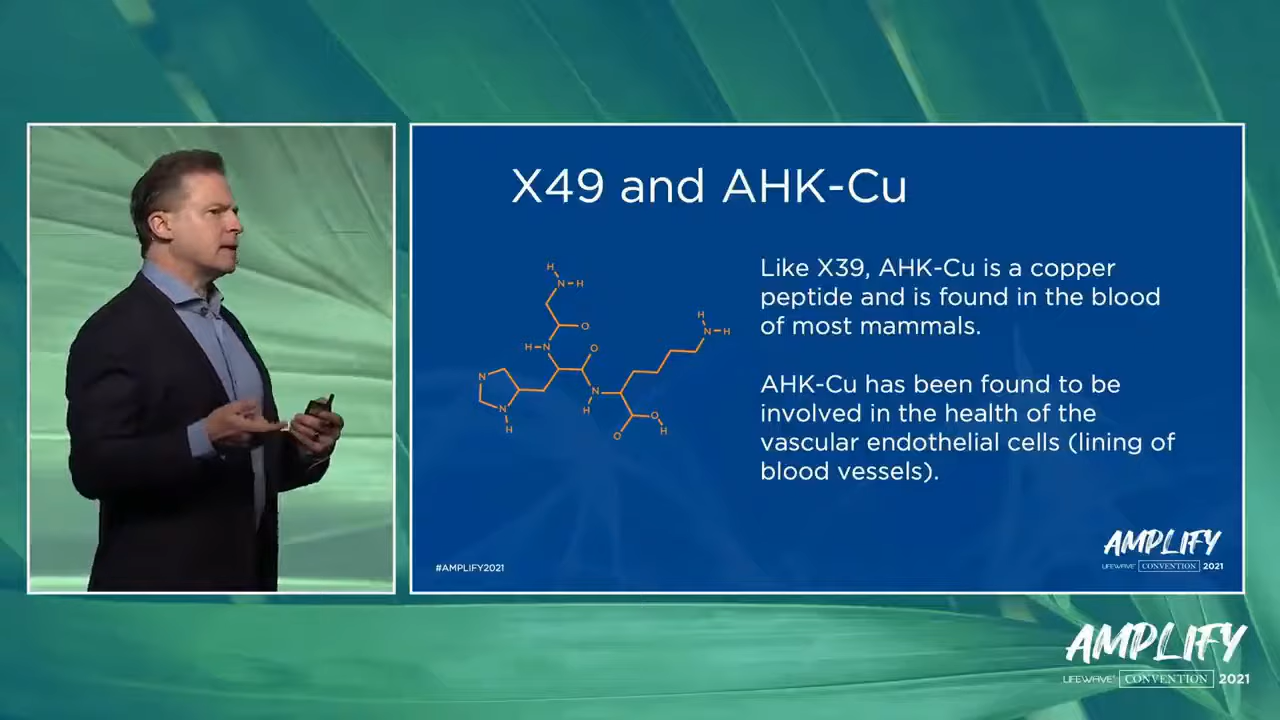 X49 and AHK-Cu
Like X39, AHK-Cu is a copper
peptide and is found in the blood
of most mammals.
AHK-Cu has been found to be
involved in the health of the
vascular endothelial cells (lining of
blood vessels).
H
N-H
O
H-N
O
H
N-H
N
N
H
N
H
O
O
H
#AMPLIFY2021
AMPLIFY
LIFEWAVE CONVENTION 2021
AMPLIFY
LIFEWAVE CONVENTION 2021